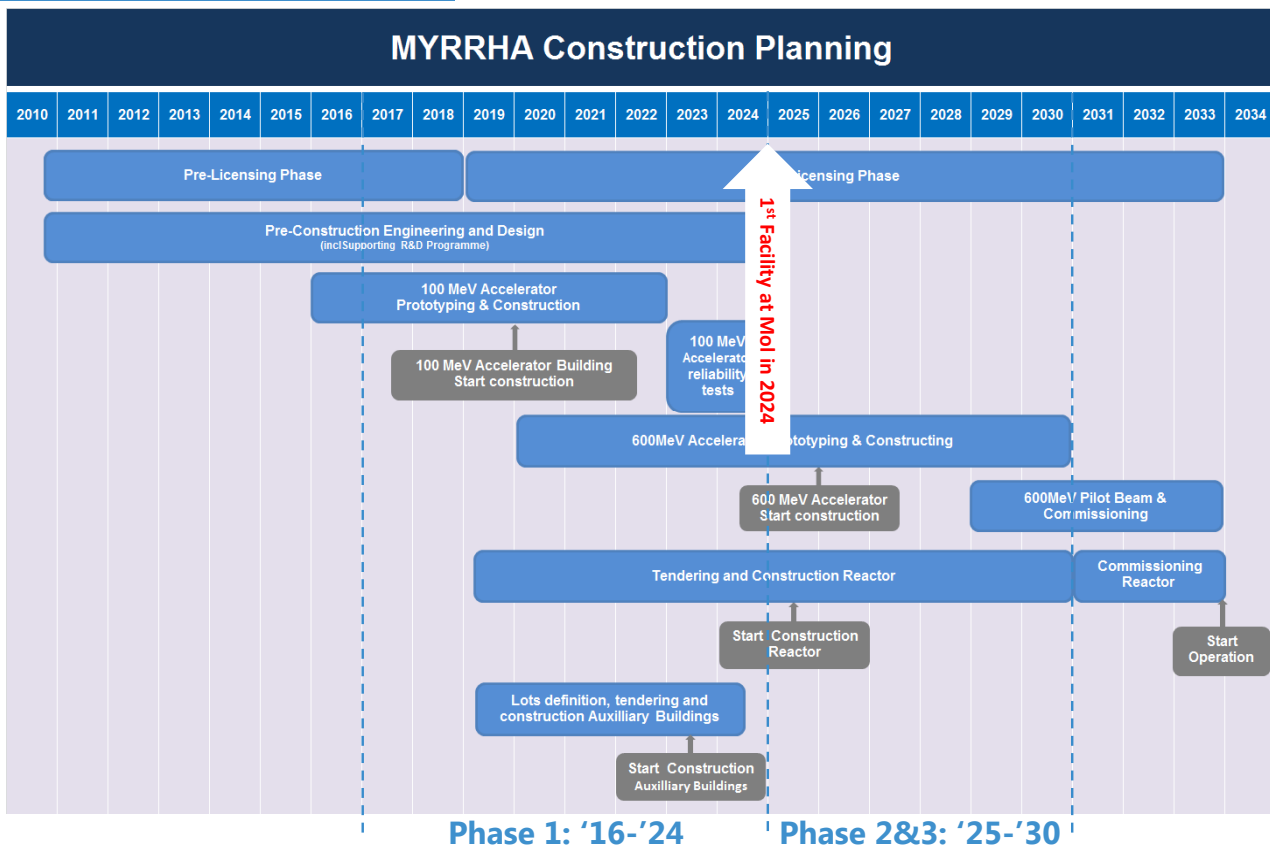 MYRRHA Construction Planning
2010 2011 2012 2013 2014 2015 2016 2017 2018 2019 2020 2021 2022 2023 2024 2025 2026 2027 2028 2029 2030 2031 2032 2033 2034
Pre-Licensing Phase
icensing Phase
Pre-Construction Engineering and Design
(inclSupporting R&D Programme)
100 MeV Accelerator
Prototyping & Construction
100 MeV Accelerator Building
Start construction
100 MeV
Accelerator
reliability
tests
1st Facility at Mol in 2024
600MeV Accelera ototyping & Constructing
600 MeV Accelerator
Start construction
600MeV Pilot Beam &
Commissioning
Tendering and Construction Reactor
Commissioning
Reactor
Start Construction
Reactor
Start
Operation
Lots definition, tendering and
construction Auxilliary Buildings
Start Construction
Auxilliary Buildings
Phase 1: ‘16-’24
Phase 2&3: ‘25-’30